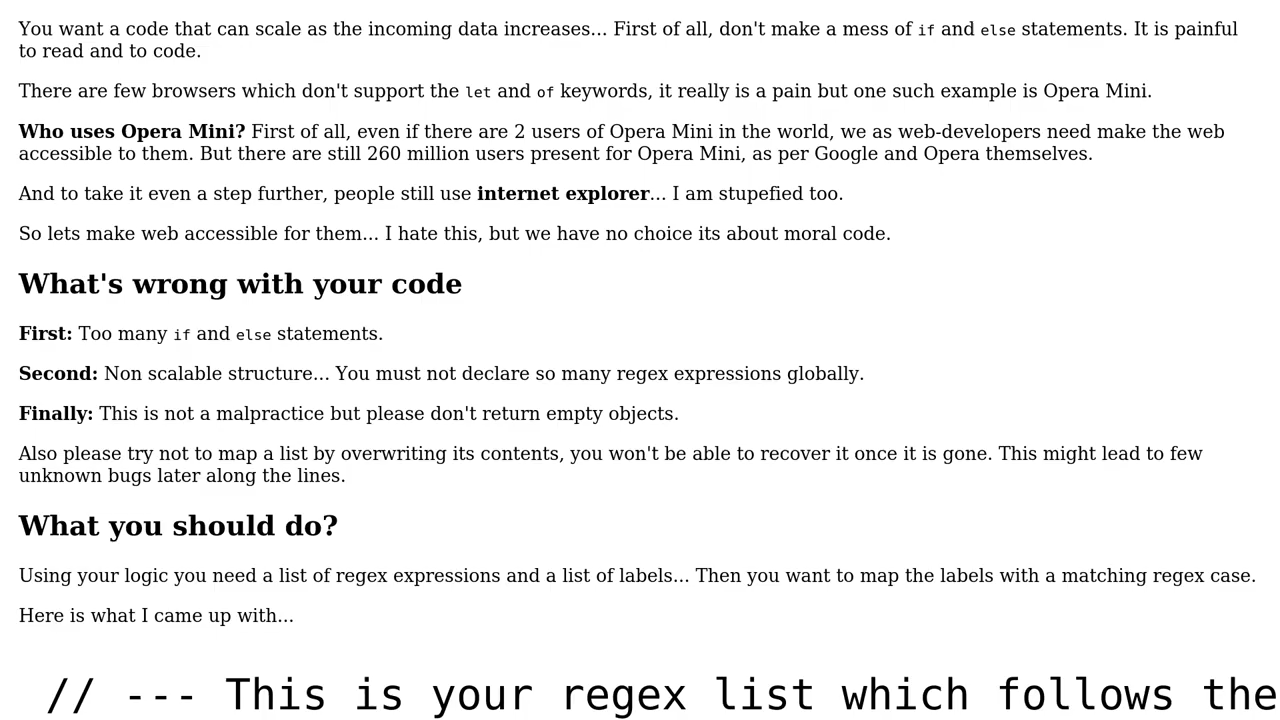 You want a code that can scale as the incoming data increases... First of all, don't make a mess of if and else statements. It is painful
to read and to code.
There are few browsers which don't support the let and of keywords, it really is a pain but one such example is Opera Mini.
Who uses Opera Mini? First of all, even if there are 2 users of Opera Mini in the world, we as web-developers need make the web
accessible to them. But there are still 260 million users present for Opera Mini, as per Google and Opera themselves.
And to take it even a step further, people still use internet explorer... I am stupefied too.
So lets make web accessible for them... I hate this, but we have no choice its about moral code.
What's wrong with your code
First: Too many if and else statements.
Second: Non scalable structure... You must not declare so many regex expressions globally.
Finally: This is not a malpractice but please don't return empty objects.
Also please try not to map a list by overwriting its contents, you won't be able to recover it once it is gone. This might lead to few
unknown bugs later along the lines.
What you should do?
Using your logic you need a list of regex expressions and a list of labels... Then you want to map the labels with a matching regex case.
Here is what I came up with...
// --- This is your regex list which follows the